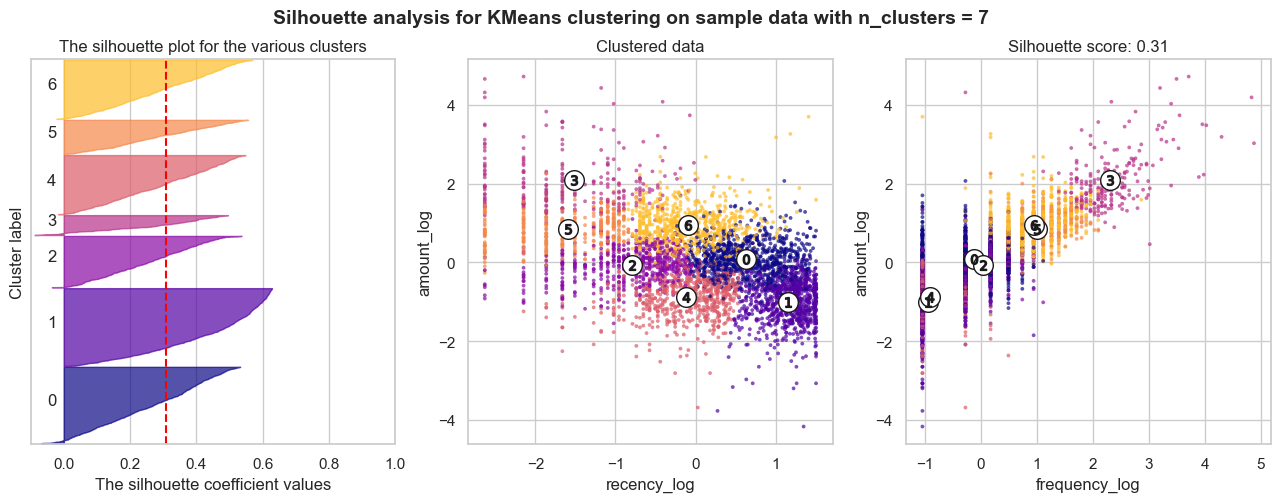 Silhouette analysis for KMeans clustering on sample data with n_clusters = 7
The silhouette plot for the various clusters
Cluster label
6
5
4
3
2
1
0
0.0 0.2 0.4 0.6 0.8 1.0
The silhouette coefficient values
Clustered data
amount_log
4
2
0
−2
−4
3
5
6
2
0
4
1
−2 −1 0 1
recency_log
Silhouette score: 0.31
amount_log
4
2
0
−2
−4
3
6
5
0
2
4
1
−1 0 1 2 3 4 5
frequency_log